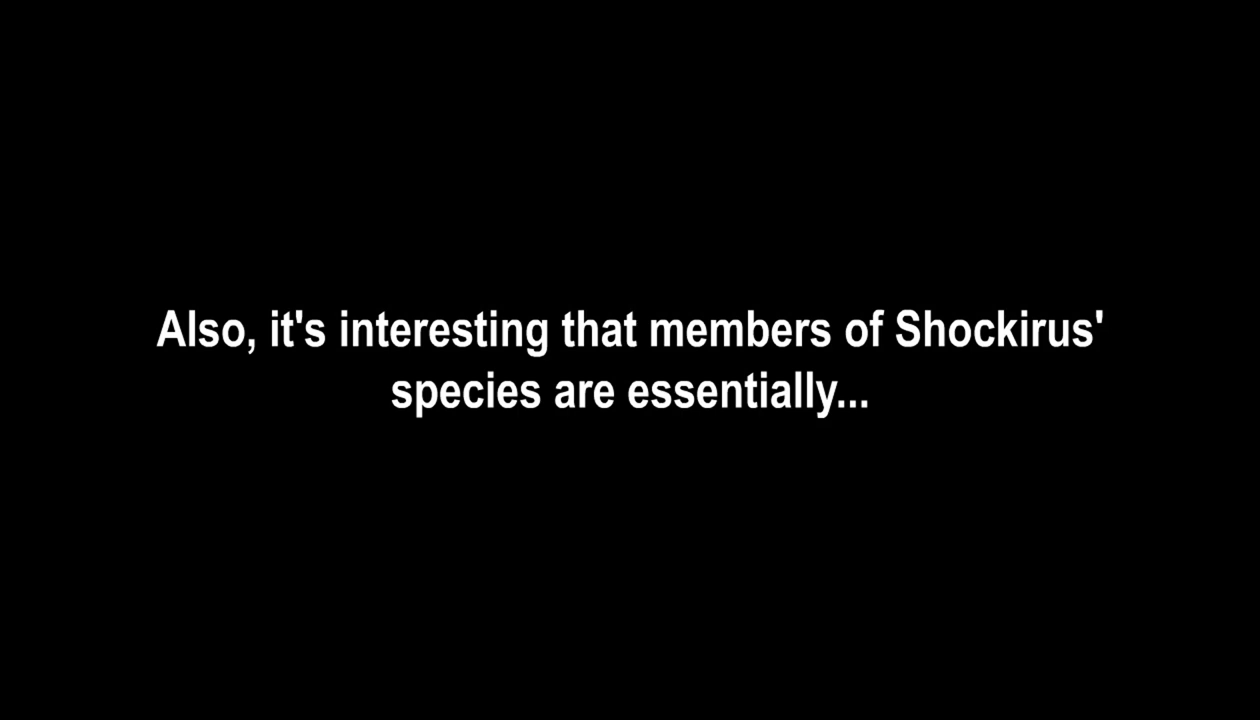 Also, it's interesting that members of Shockirus'
species are essentially...